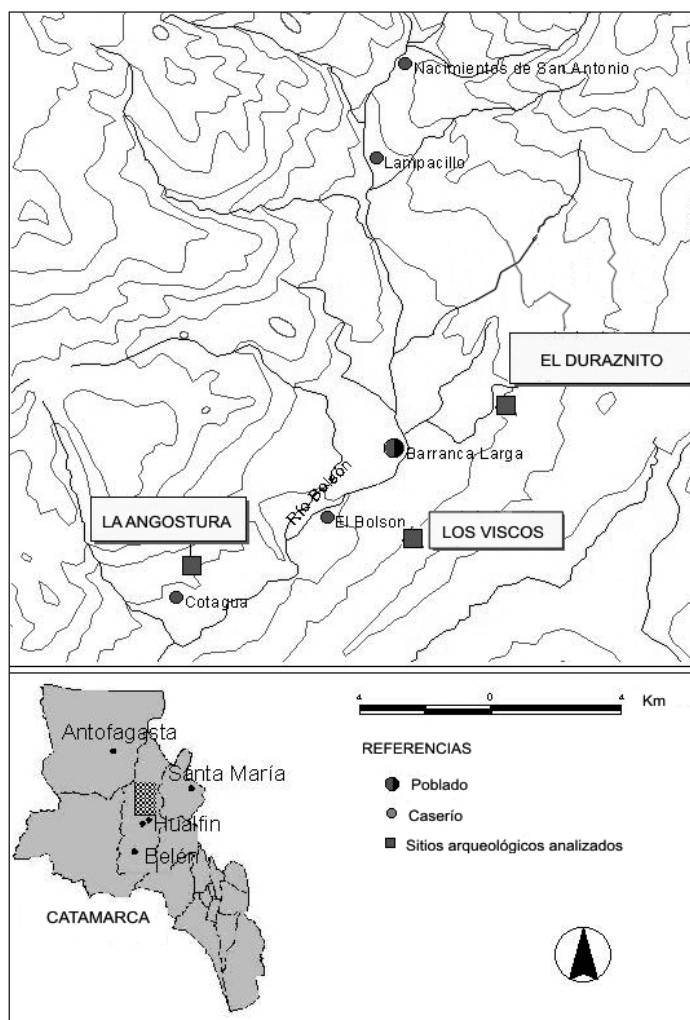 Nacimientos de San Antonio
Lampacillo
EL DURAZNITO
Barranca Larga
Río Bolsón
LA ANGOSTURA
El Bolson
LOS VISCOS
Cotagua
Antofagasta
Santa María
Hualfin
Belén
CATAMARCA
4 0 4 Km
REFERENCIAS
Poblado
Caserío
Sitios arqueológicos analizados